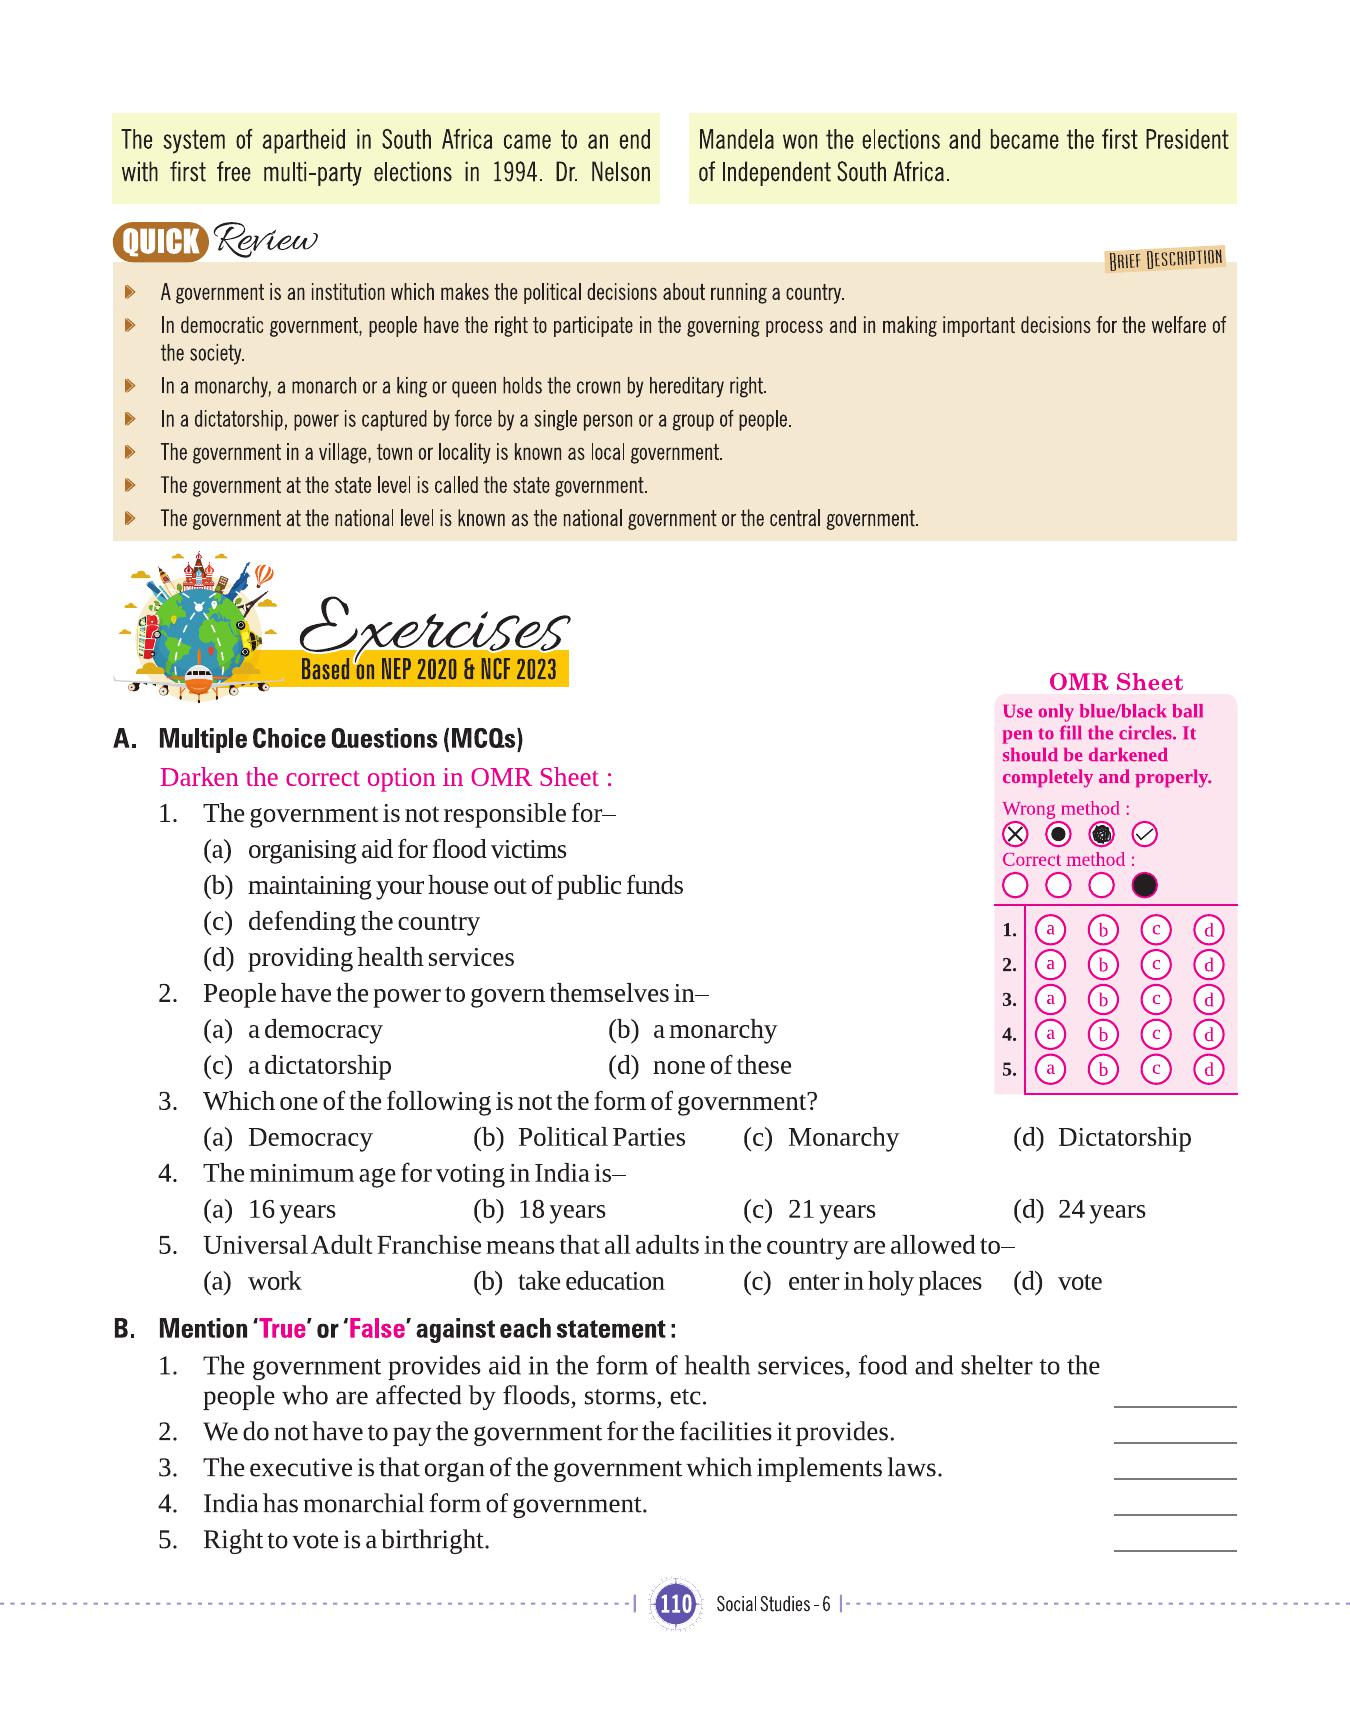 The system of apartheid in South Africa came to an end
with first free multi-party elections in 1994. Dr. Nelson
Mandela won the elections and became the first President
of Independent South Africa.
QUICK Review
BRIEF DESCRIPTION
A government is an institution which makes the political decisions about running a country.
In democratic government, people have the right to participate in the governing process and in making important decisions for the welfare of
the society.
In a monarchy, a monarch or a king or queen holds the crown by hereditary right.
In a dictatorship, power is captured by force by a single person or a group of people.
The government in a village, town or locality is known as local government.
The government at the state level is called the state government.
The government at the national level is known as the national government or the central government.
Exercises
Based on NEP 2020 & NCF 2023
A. Multiple Choice Questions (MCQs)
Darken the correct option in OMR Sheet :
1. The government is not responsible for–
(a) organising aid for flood victims
(b) maintaining your house out of public funds
(c) defending the country
(d) providing health services
2. People have the power to govern themselves in–
(a) a democracy (b) a monarchy
(c) a dictatorship (d) none of these
3. Which one of the following is not the form of government?
(a) Democracy (b) Political Parties (c) Monarchy (d) Dictatorship
4. The minimum age for voting in India is–
(a) 16 years (b) 18 years (c) 21 years (d) 24 years
5. Universal Adult Franchise means that all adults in the country are allowed to–
(a) work (b) take education (c) enter in holy places (d) vote
OMR Sheet
Use only blue/black ball
pen to fill the circles. It
should be darkened
completely and properly.
Wrong method :
Correct method :
1. a b c d
2. a b c d
3. a b c d
4. a b c d
5. a b c d
B. Mention ‘True’ or ‘False’ against each statement :
1. The government provides aid in the form of health services, food and shelter to the
people who are affected by floods, storms, etc.
2. We do not have to pay the government for the facilities it provides.
3. The executive is that organ of the government which implements laws.
4. India has monarchial form of government.
5. Right to vote is a birthright.
110 Social Studies - 6